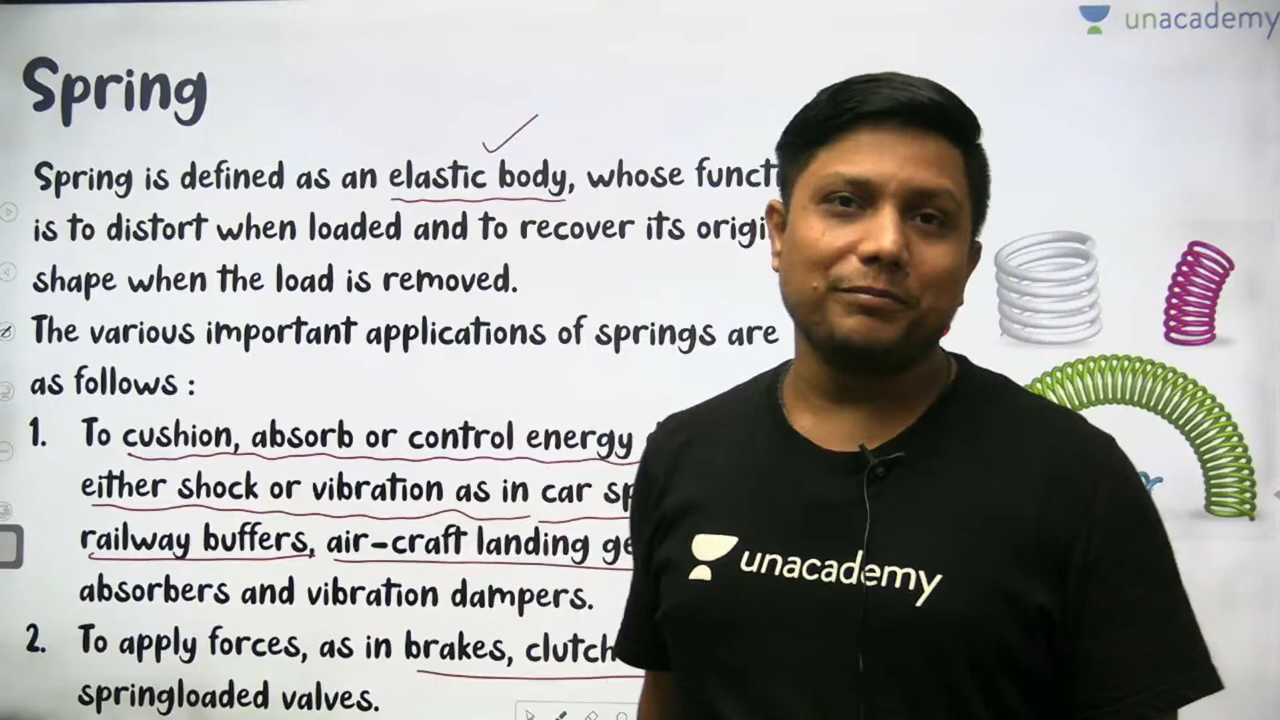 unacademy
Spring
Spring is defined as an elastic body, whose funct
is to distort when loaded and to recover its origi
shape when the load is removed.
The various important applications of springs are
as follows :
1. To cushion, absorb or control energy
either shock or vibration as in car sp
railway buffers, air-craft landing ge
absorbers and vibration dampers.
2. To apply forces, as in brakes, clutch
springloaded valves.
unacademy